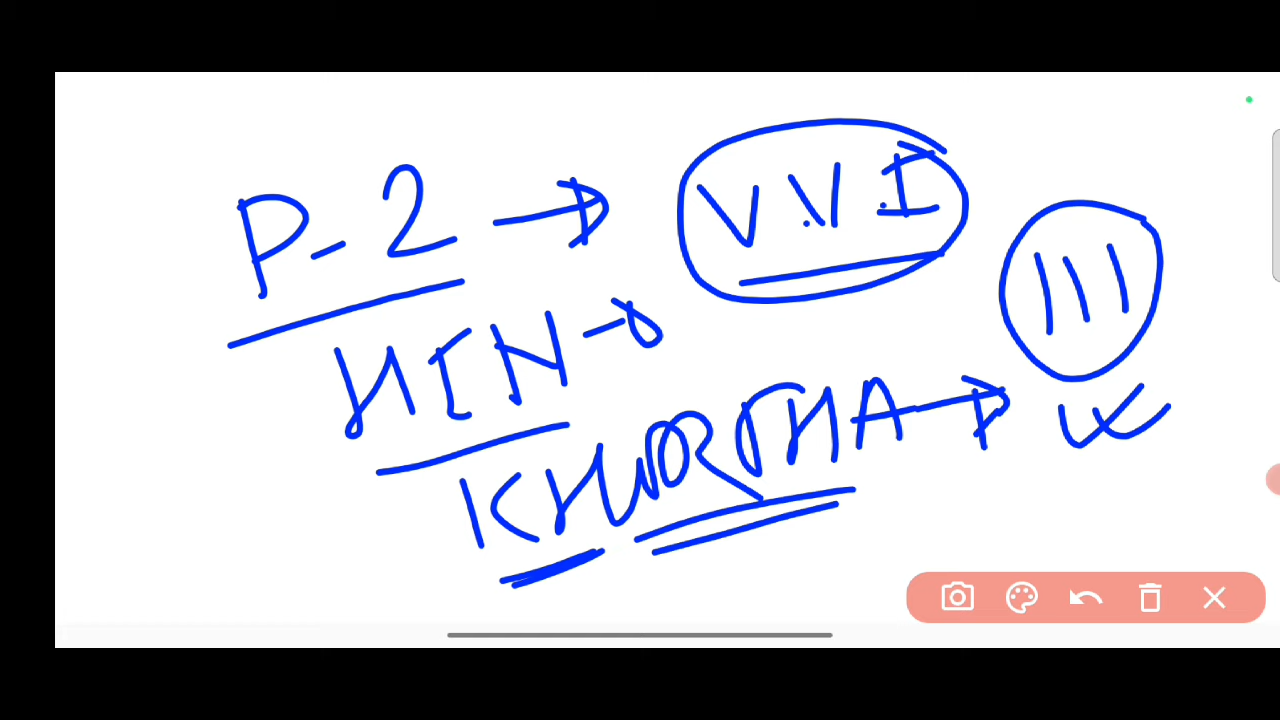 P-2 → V.V.I
HIN →
KHORTHA → III